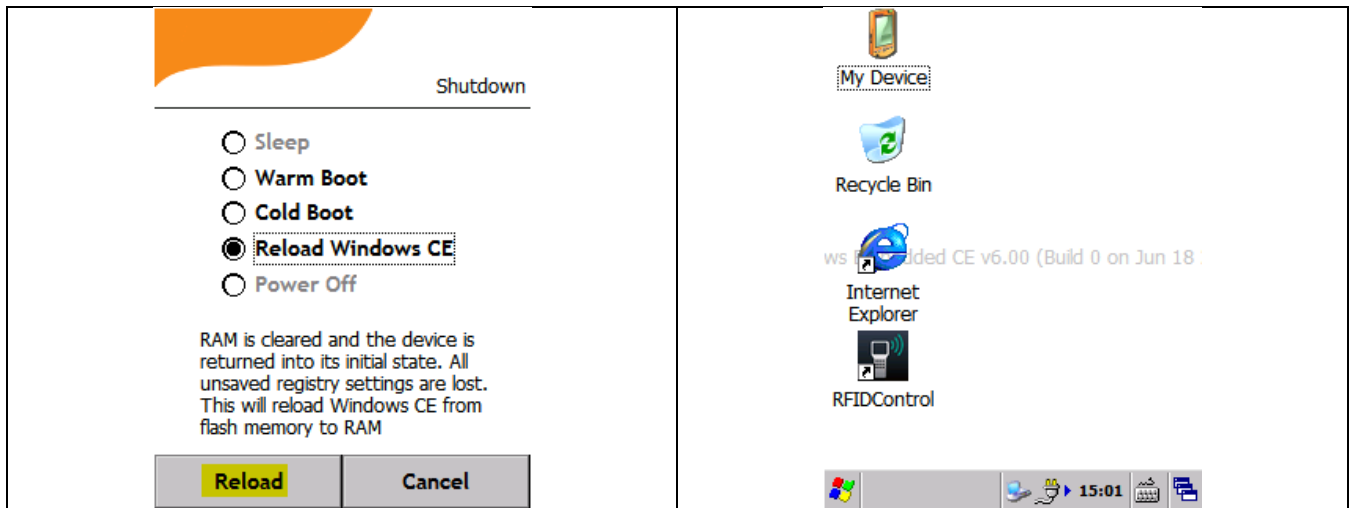 Shutdown
Sleep
Warm Boot
Cold Boot
Reload Windows CE
Power Off
RAM is cleared and the device is
returned into its initial state. All
unsaved registry settings are lost.
This will reload Windows CE from
flash memory to RAM
Reload
Cancel
My Device
Recycle Bin
ws dded CE v6.00 (Build 0 on Jun 18
Internet
Explorer
RFIDControl
15:01